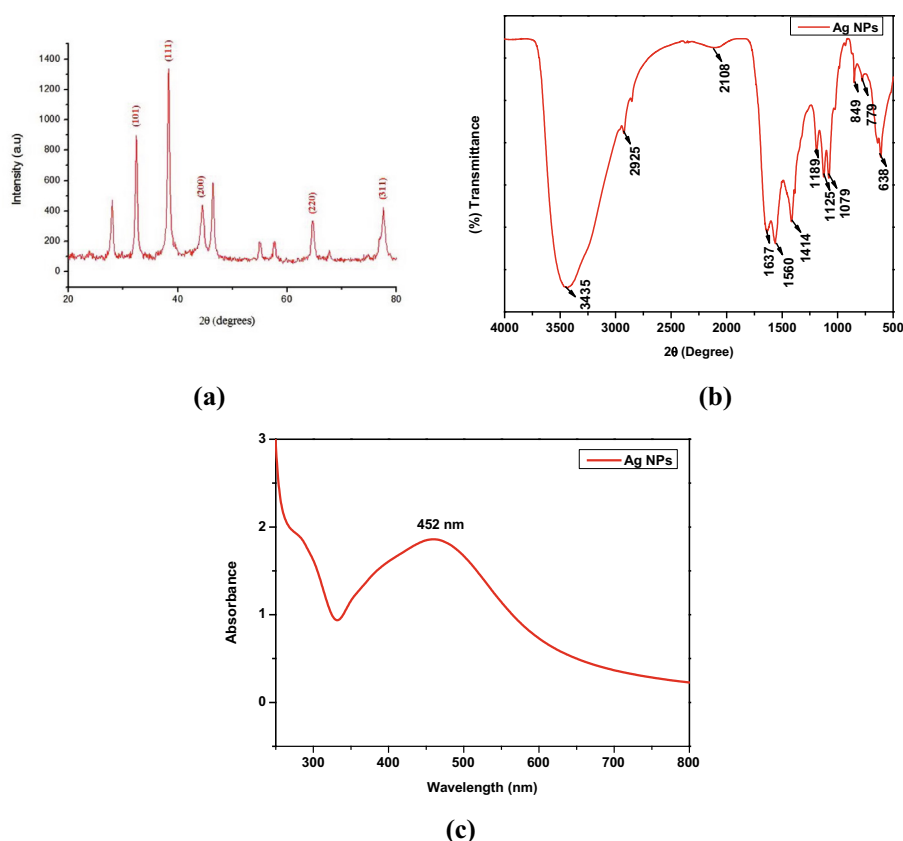 (111)
1400
1200
(101)
1000
800
600
(200)
400
(220)
(311)
200
0
20 40 60 80
Intensity (a.u)
2θ (degrees)
(a)
Ag NPs
2108
2925
3435
1637
1560
1414
1189
1125
1079
849
779
638
(%) Transmittance
4000 3500 3000 2500 2000 1500 1000 500
2θ (Degree)
(b)
3
Ag NPs
452 nm
2
1
0
Absorbance
300 400 500 600 700 800
Wavelength (nm)
(c)